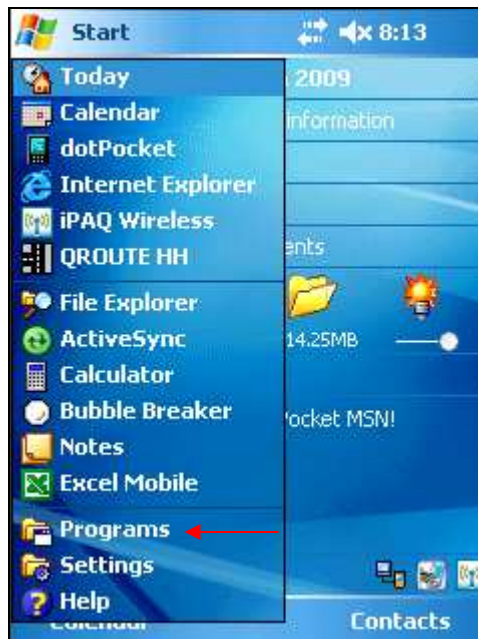 Start 8:13
Today
2009
Calendar
information
dotPocket
Internet Explorer
iPAQ Wireless
QROUTE HH
ents
File Explorer
ActiveSync
14.25MB
Calculator
Bubble Breaker
ocket MSN!
Notes
Excel Mobile
Programs
Settings
Help
Calendar Contacts